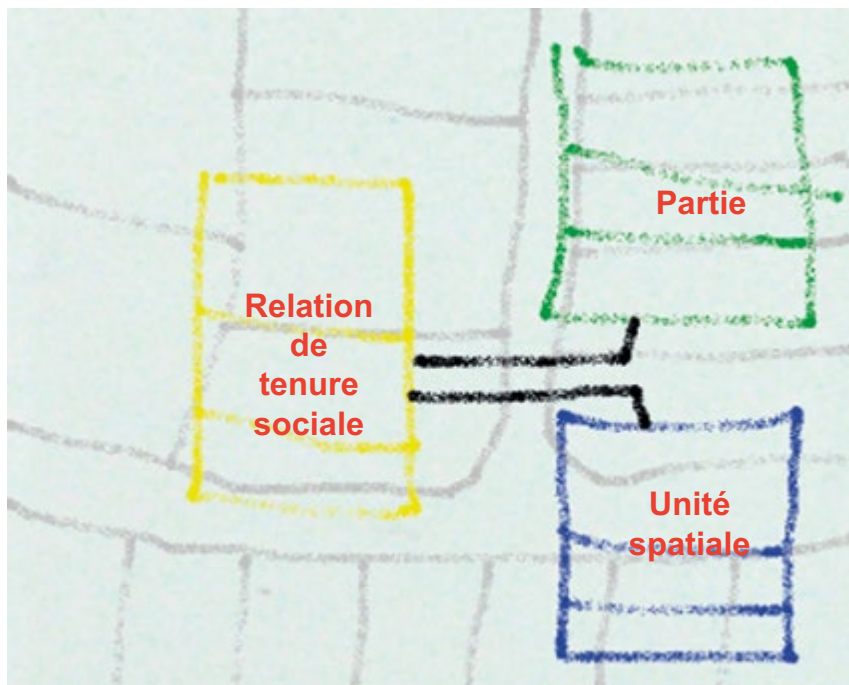 Relation
de
tenure
sociale
Partie
Unité
spatiale